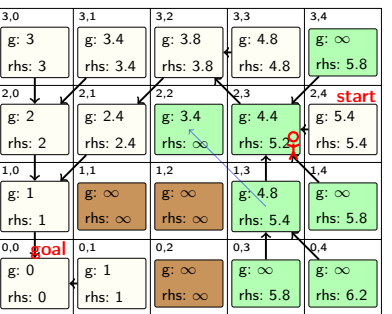 3,0 3,1 3,2 3,3 3,4
g: 3 g: 3.4 g: 3.8 g: 4.8 g: ∞
rhs: 3 rhs: 3.4 rhs: 3.8 rhs: 4.8 rhs: 5.8
2,0 2,1 2,2 2,3 2,4 start
g: 2 g: 2.4 g: 3.4 g: 4.4 g: 5.4
rhs: 2 rhs: 2.4 rhs: ∞ rhs: 5.2 rhs: 5.4
1,0 1,1 1,2 1,3 1,4
g: 1 g: ∞ g: ∞ g: 4.8 g: ∞
rhs: 1 rhs: ∞ rhs: ∞ rhs: 5.4 rhs: 5.8
0,0 goal 0,1 0,2 0,3 0,4
g: 0 g: 1 g: ∞ g: ∞ g: ∞
rhs: 0 rhs: 1 rhs: ∞ rhs: 5.8 rhs: 6.2